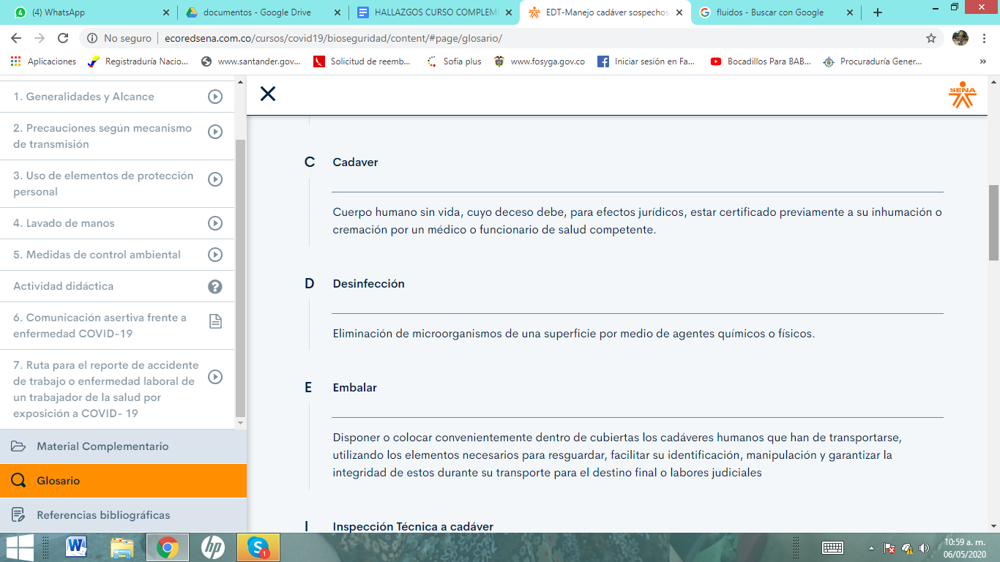 (4) WhatsApp
documentos - Google Drive
HALLAZGOS CURSO COMPLEM
EDT-Manejo cadáver sospechos
fluidos - Buscar con Google
No seguro
ecoredsena.com.co/cursos/covid19/bioseguridad/content/#page/glosario/
Aplicaciones
Registraduría Nacio...
www.santander.gov...
Solicitud de reemb...
Sofia plus
www.fosyga.gov.co
Iniciar sesión en Fa...
Bocadillos Para BAB...
Procuraduría Gener...
»
1. Generalidades y Alcance
2. Precauciones según mecanismo
de transmisión
3. Uso de elementos de protección
personal
4. Lavado de manos
5. Medidas de control ambiental
Actividad didáctica
6. Comunicación asertiva frente a
enfermedad COVID-19
7. Ruta para el reporte de accidente
de trabajo o enfermedad laboral de
un trabajador de la salud por
exposición a COVID- 19
Material Complementario
Glosario
Referencias bibliográficas
SENA
C Cadaver
Cuerpo humano sin vida, cuyo deceso debe, para efectos jurídicos, estar certificado previamente a su inhumación o
cremación por un médico o funcionario de salud competente.
D Desinfección
Eliminación de microorganismos de una superficie por medio de agentes químicos o físicos.
E Embalar
Disponer o colocar convenientemente dentro de cubiertas los cadáveres humanos que han de transportarse,
utilizando los elementos necesarios para resguardar, facilitar su identificación, manipulación y garantizar la
integridad de estos durante su transporte para el destino final o labores judiciales
I Inspección Técnica a cadáver
hp
1
10:59 a. m.
06/05/2020